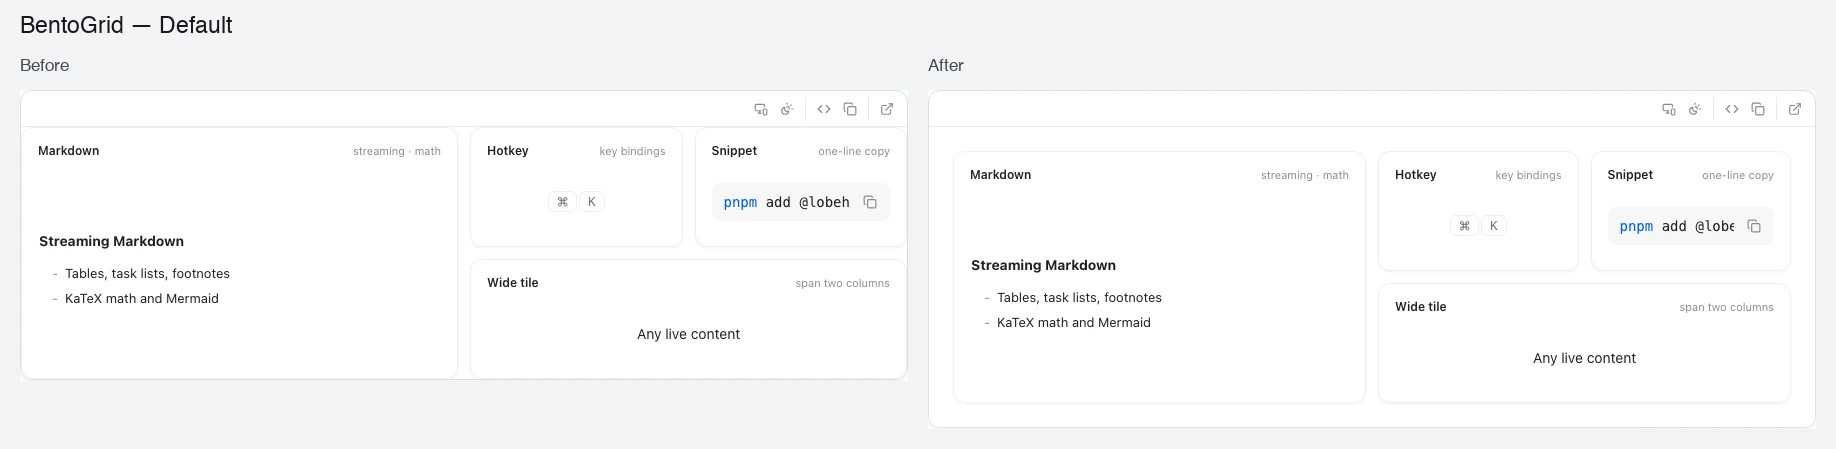 BentoGrid — Default
Before
Markdown streaming · math
Hotkey key bindings
Snippet one-line copy
⌘ K
pnpm add @lobeh
Streaming Markdown
- Tables, task lists, footnotes
- KaTeX math and Mermaid
Wide tile span two columns
Any live content
After
Markdown streaming · math
Hotkey key bindings
Snippet one-line copy
⌘ K
pnpm add @lobe
Streaming Markdown
- Tables, task lists, footnotes
- KaTeX math and Mermaid
Wide tile span two columns
Any live content